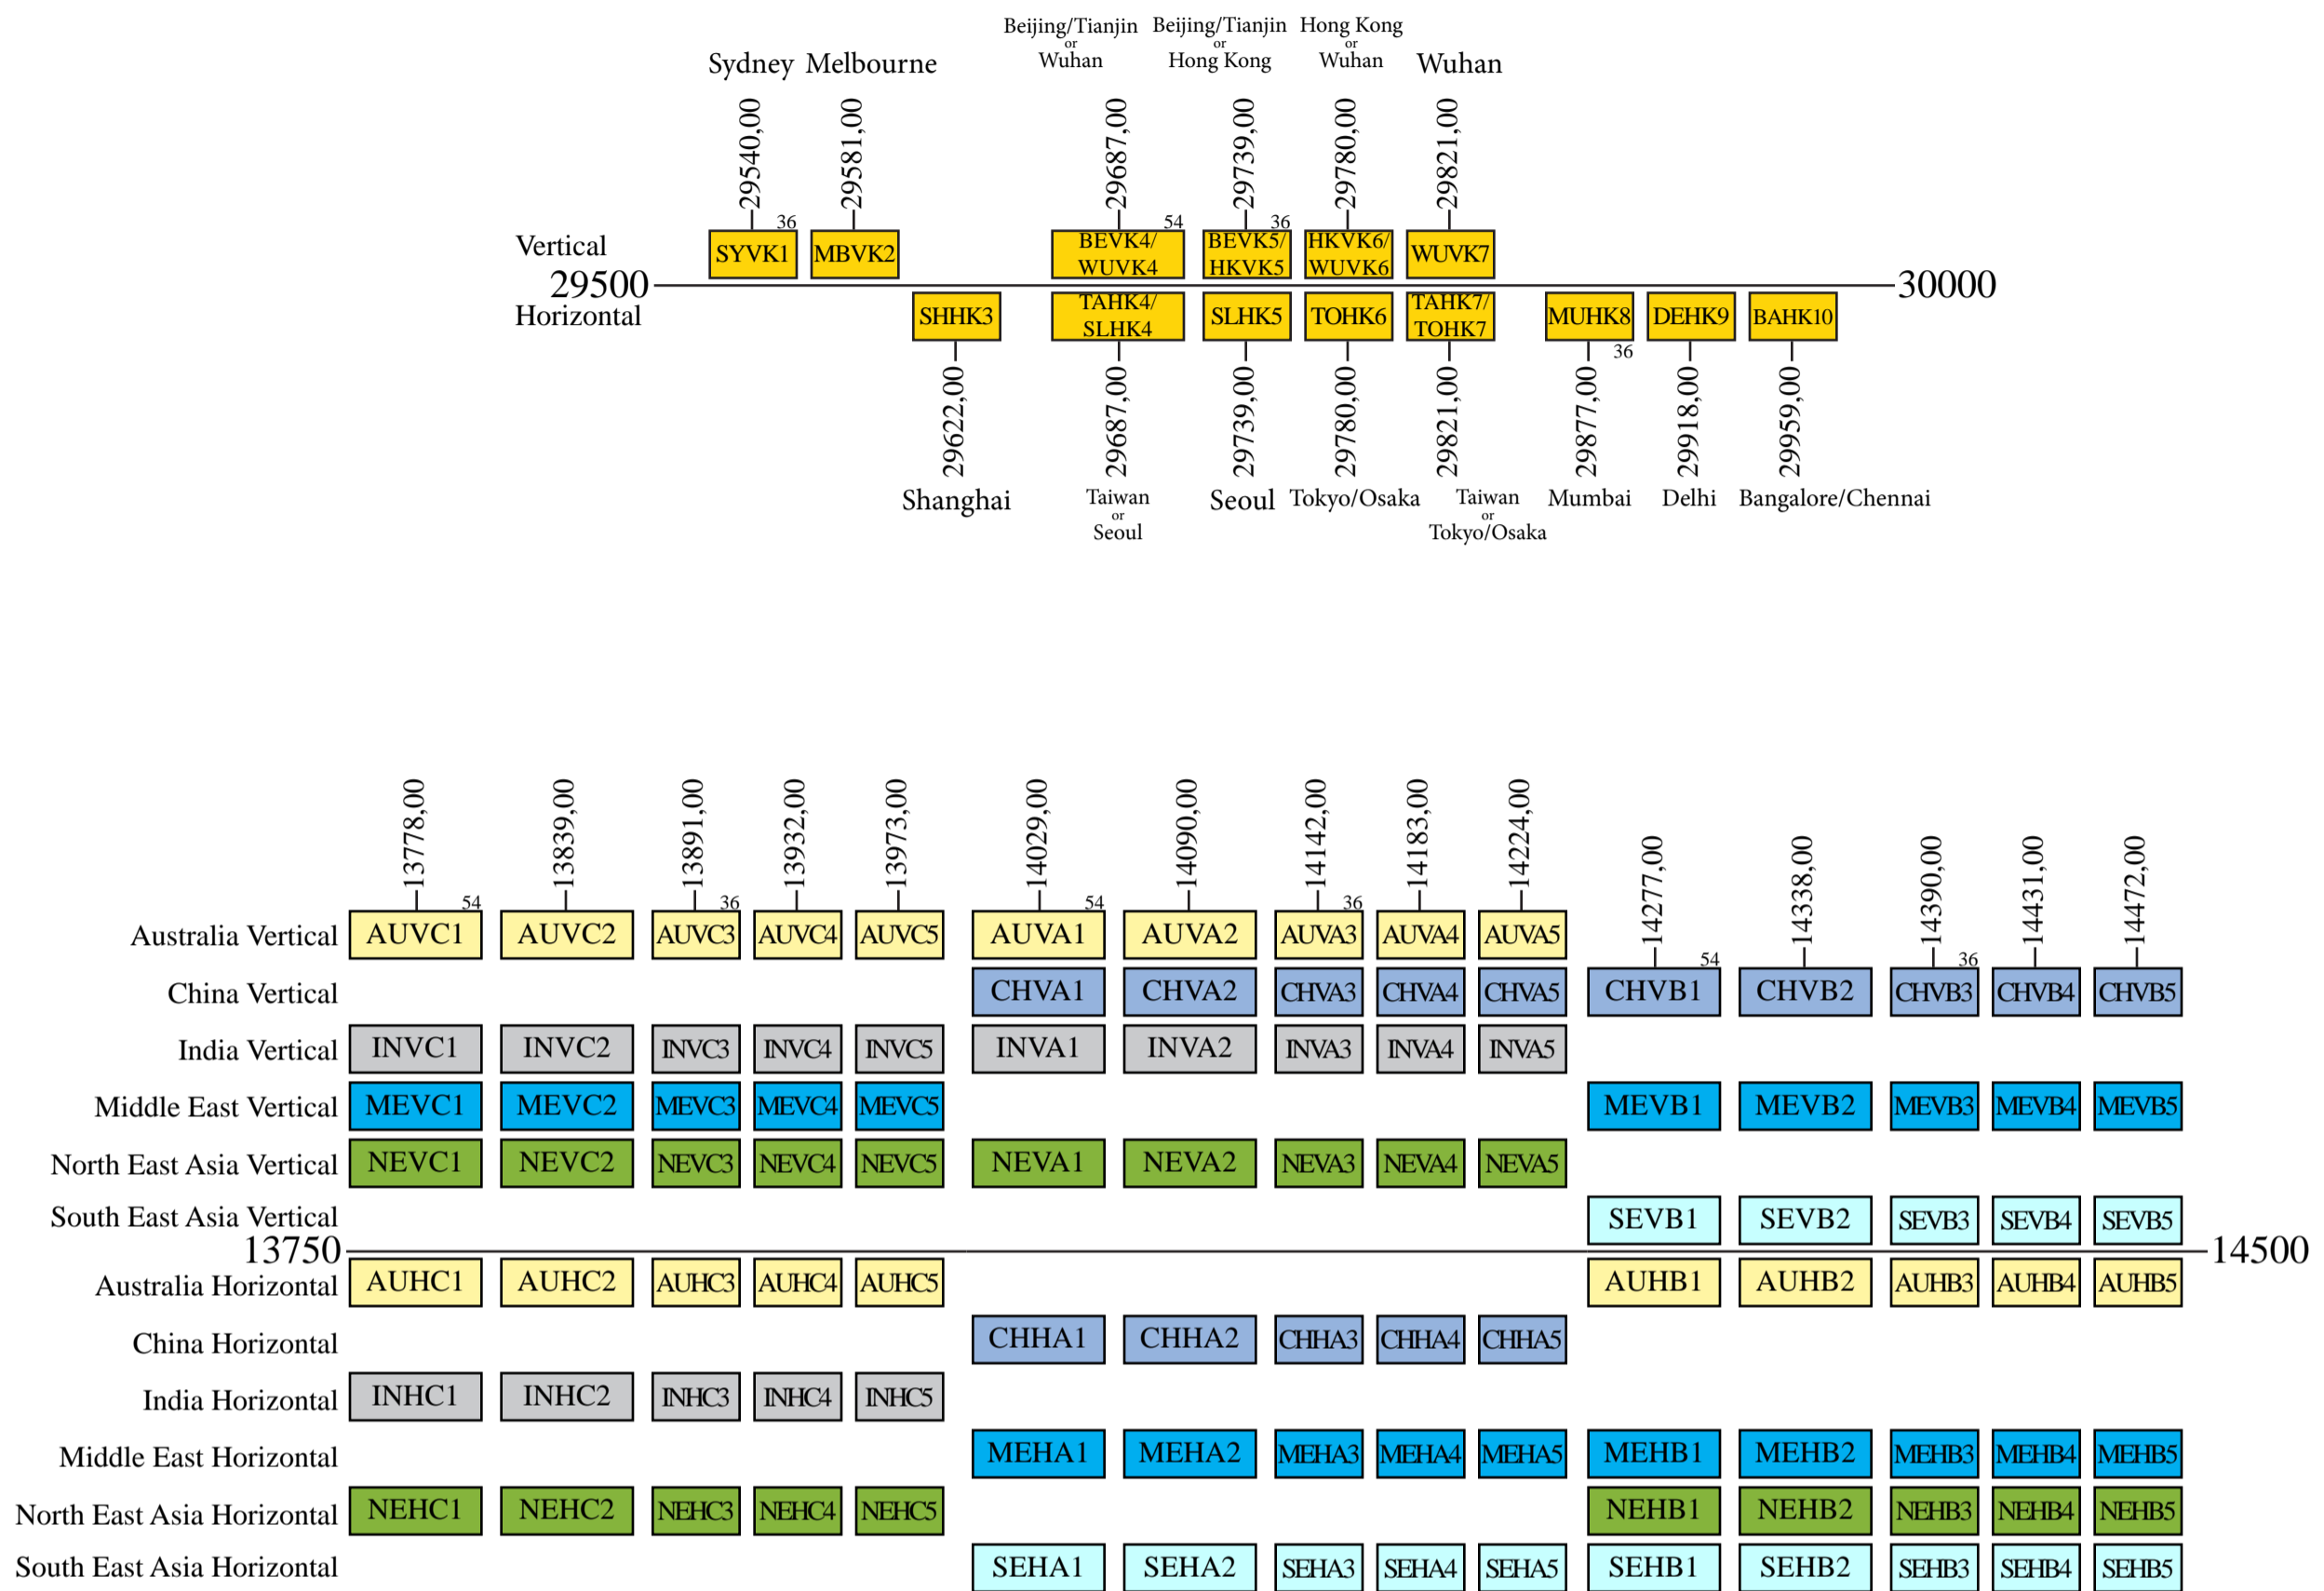 Beijing/Tianjin Beijing/Tianjin Hong Kong
or or or
Sydney Melbourne Wuhan Hong Kong Wuhan Wuhan
29540,00 29581,00 29687,00 29739,00 29780,00 29821,00
36 54 36
Vertical SYVK1 MBVK2 BEVK4/ BEVK5/ HKVK6/ WUVK7
WUVK4 HKVK5 WUVK6
29500 30000
Horizontal SHHK3 TAHK4/ SLHK5 TOHK6 TAHK7/ MUHK8 DEHK9 BAHK10
SLHK4 TOHK7
36
29622,00 29687,00 29739,00 29780,00 29821,00 29877,00 29918,00 29959,00
Shanghai Taiwan Seoul Tokyo/Osaka Taiwan Mumbai Delhi Bangalore/Chennai
or or
Seoul Tokyo/Osaka
13778,00 13839,00 13891,00 13932,00 13973,00 14029,00 14090,00 14142,00 14183,00 14224,00
14277,00 14338,00 14390,00 14431,00 14472,00
54 36 54 36
Australia Vertical AUVC1 AUVC2 AUVC3 AUVC4 AUVC5 AUVA1 AUVA2 AUVA3 AUVA4 AUVA5
54 36
China Vertical CHVA1 CHVA2 CHVA3 CHVA4 CHVA5 CHVB1 CHVB2 CHVB3 CHVB4 CHVB5
India Vertical INVC1 INVC2 INVC3 INVC4 INVC5 INVA1 INVA2 INVA3 INVA4 INVA5
Middle East Vertical MEVC1 MEVC2 MEVC3 MEVC4 MEVC5 MEVB1 MEVB2 MEVB3 MEVB4 MEVB5
North East Asia Vertical NEVC1 NEVC2 NEVC3 NEVC4 NEVC5 NEVA1 NEVA2 NEVA3 NEVA4 NEVA5
South East Asia Vertical SEVB1 SEVB2 SEVB3 SEVB4 SEVB5
13750 14500
Australia Horizontal AUHC1 AUHC2 AUHC3 AUHC4 AUHC5 AUHB1 AUHB2 AUHB3 AUHB4 AUHB5
China Horizontal CHHA1 CHHA2 CHHA3 CHHA4 CHHA5
India Horizontal INHC1 INHC2 INHC3 INHC4 INHC5
Middle East Horizontal MEHA1 MEHA2 MEHA3 MEHA4 MEHA5 MEHB1 MEHB2 MEHB3 MEHB4 MEHB5
North East Asia Horizontal NEHC1 NEHC2 NEHC3 NEHC4 NEHC5 NEHB1 NEHB2 NEHB3 NEHB4 NEHB5
South East Asia Horizontal SEHA1 SEHA2 SEHA3 SEHA4 SEHA5 SEHB1 SEHB2 SEHB3 SEHB4 SEHB5